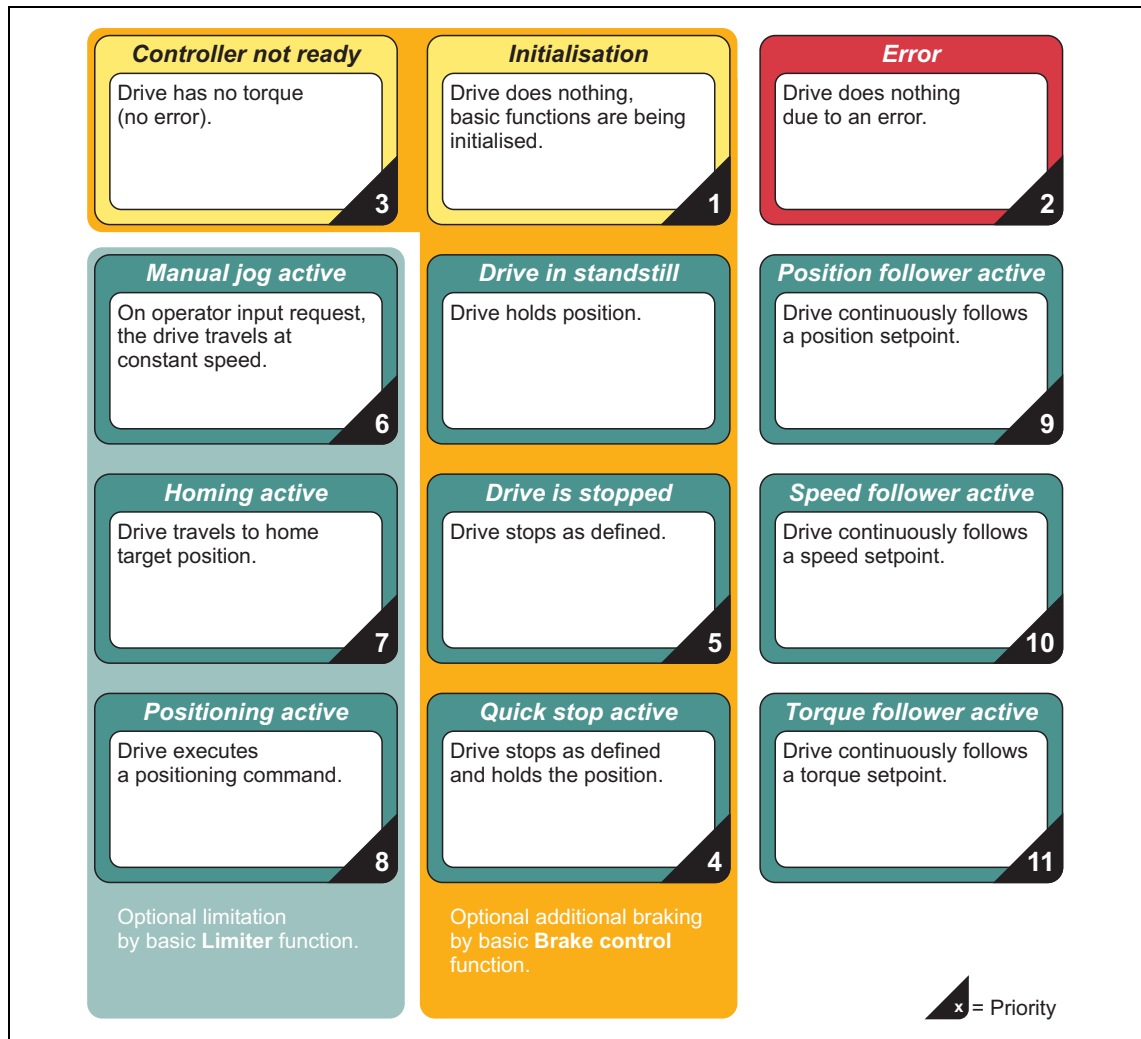 Controller not ready
Drive has no torque
(no error).
3
Initialisation
Drive does nothing,
basic functions are being
initialised.
1
Error
Drive does nothing
due to an error.
2
Manual jog active
On operator input request,
the drive travels at
constant speed.
6
Drive in standstill
Drive holds position.
Position follower active
Drive continuously follows
a position setpoint.
9
Homing active
Drive travels to home
target position.
7
Drive is stopped
Drive stops as defined.
5
Speed follower active
Drive continuously follows
a speed setpoint.
10
Positioning active
Drive executes
a positioning command.
8
Quick stop active
Drive stops as defined
and holds the position.
4
Torque follower active
Drive continuously follows
a torque setpoint.
11
Optional limitation
by basic Limiter function.
Optional additional braking
by basic Brake control
function.
x = Priority